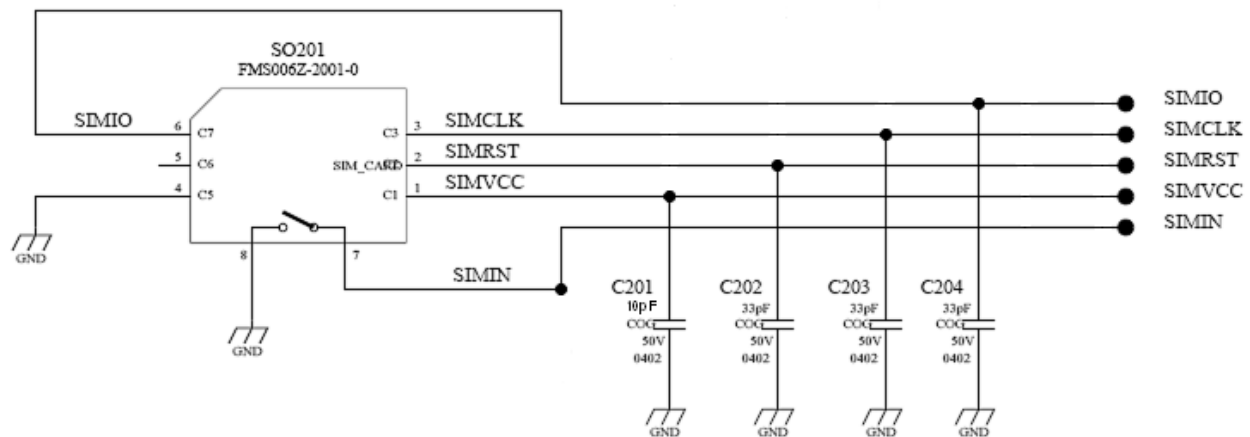 SO201
FMS006Z-2001-0
SIMIO
SIMIO
6
C7
C3
3
SIMCLK
SIMCLK
5
C6
SIM_CARD
2
SIMRST
SIMRST
4
C5
C1
1
SIMVCC
SIMVCC
SIMIN
8
7
GND
SIMIN
GND
C201
10pF
COG
50V
0402
C202
33pF
COG
50V
0402
C203
33pF
COG
50V
0402
C204
33pF
COG
50V
0402
GND
GND
GND
GND